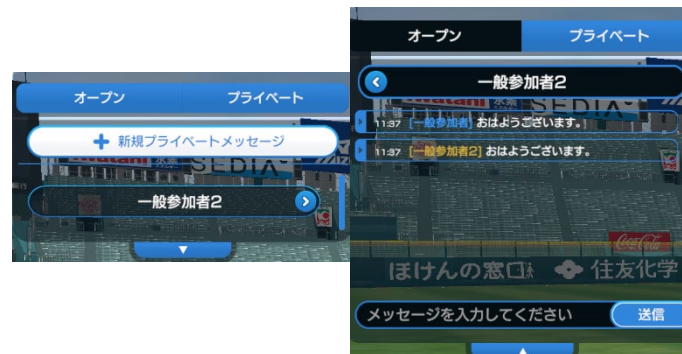 オープン
プライベート
新規プライベートメッセージ
Iwatani
SEDIA
一般参加者2
オープン
プライベート
一般参加者2
SEDIA
11:37 [一般参加者] おはようございます。
11:37 [一般参加者2] おはようございます。
Coca-Cola
ほけんの窓口
住友化学
メッセージを入力してください
送信